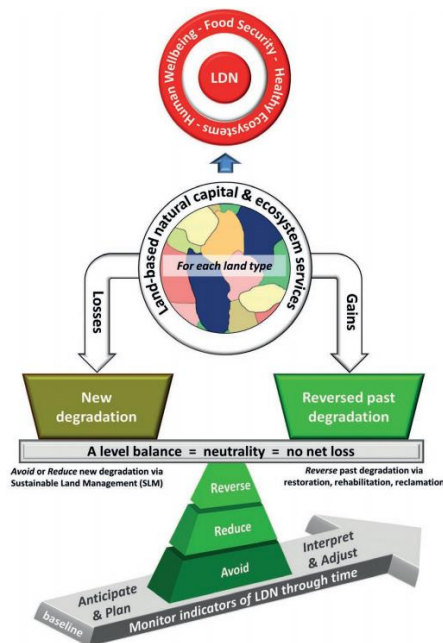 Human Wellbeing - Food Security - Healthy Ecosystems -
LDN
Land-based natural capital & ecosystem services
For each land type
Losses
Gains
New
degradation
Reversed past
degradation
A level balance = neutrality = no net loss
Avoid or Reduce new degradation via
Sustainable Land Management (SLM)
Reverse past degradation via
restoration, rehabilitation, reclamation
Reverse
Reduce
Avoid
Anticipate
& Plan
Interpret
& Adjust
baseline
Monitor indicators of LDN through time